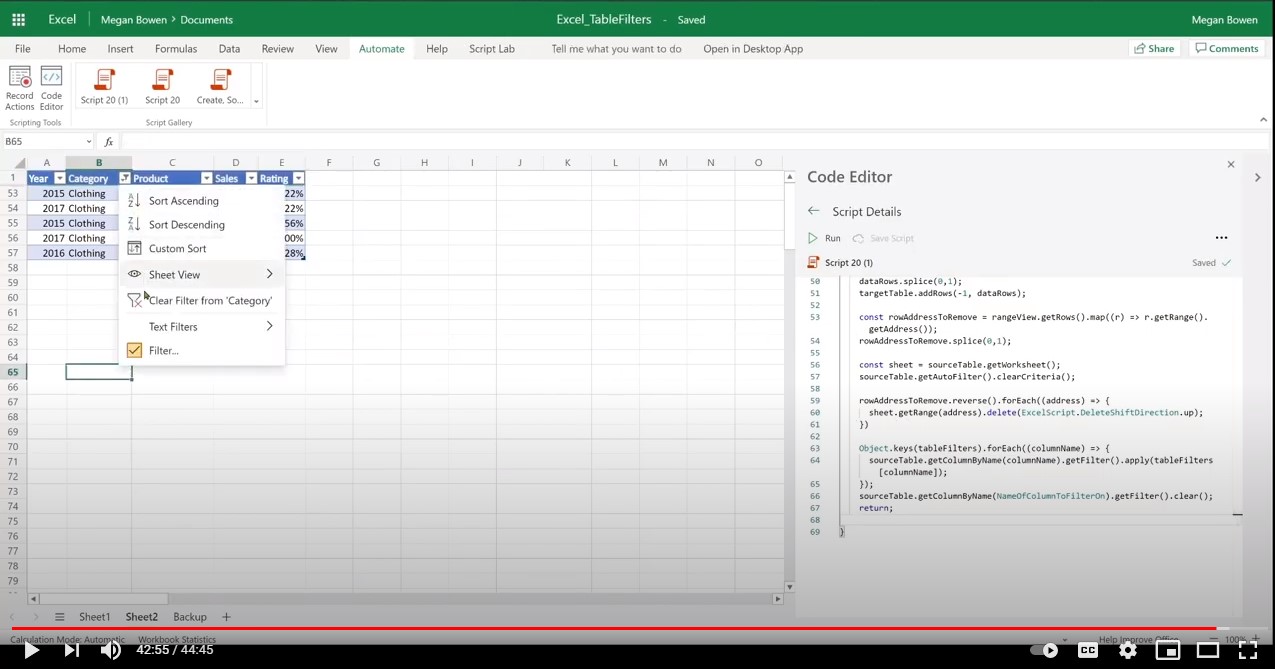 Excel Megan Bowen > Documents Excel_TableFilters - Saved Megan Bowen
File Home Insert Formulas Data Review View Automate Help Script Lab Tell me what you want to do Open in Desktop App Share Comments
Record Actions
Code Editor
Script 20 (1) Script 20 Create, So...
Scripting Tools Script Gallery
B65 fx
A B C D E F G H I J K L M N O
1 Year Category Product Sales Rating
53 2015 Clothing 22%
54 2017 Clothing 22%
55 2015 Clothing 56%
56 2017 Clothing 00%
57 2016 Clothing 28%
58
59
60
61
62
63
64
65
66
67
68
69
70
71
72
73
74
75
76
77
78
79
Sort Ascending
Sort Descending
Custom Sort
Sheet View
Clear Filter from 'Category'
Text Filters
Filter...
Code Editor
Script Details
Run Save Script
Script 20 (1) Saved
50 dataRows.splice(0,1);
51 targetTable.addRows(-1, dataRows);
52
53 const rowAddressToRemove = rangeView.getRows().map((r) => r.getRange().
getAddress());
54 rowAddressToRemove.splice(0,1);
55
56 const sheet = sourceTable.getWorksheet();
57 sourceTable.getAutoFilter().clearCriteria();
58
59 rowAddressToRemove.reverse().forEach((address) => {
60 sheet.getRange(address).delete(ExcelScript.DeleteShiftDirection.up);
61 })
62
63 Object.keys(tableFilters).forEach((columnName) => {
64 sourceTable.getColumnByName(columnName).getFilter().apply(tableFilters
[columnName]);
65 });
66 sourceTable.getColumnByName(NameOfColumnToFilterOn).getFilter().clear();
67 return;
68
69 }
Sheet1 Sheet2 Backup
Calculation Mode: Automatic Workbook Statistics Help Improve Office 100%
42:55 / 44:45 CC